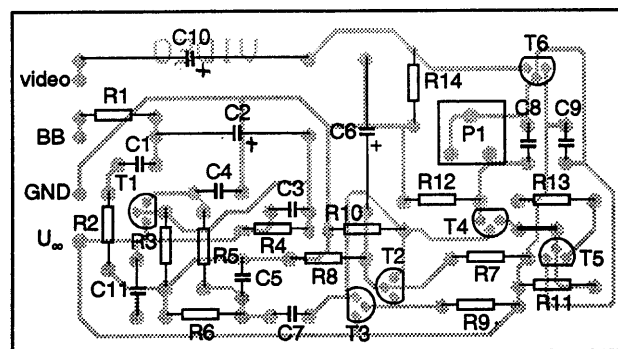 C10
T6
video
R14
R1
C2
C8
C9
BB
C6
P1
C1
T1
C4
GND
C3
R12
R13
R2
R10
T4
U∞
R3
R5
R4
T2
T5
C11
C5
R8
R7
R11
R6
C7
T3
R9